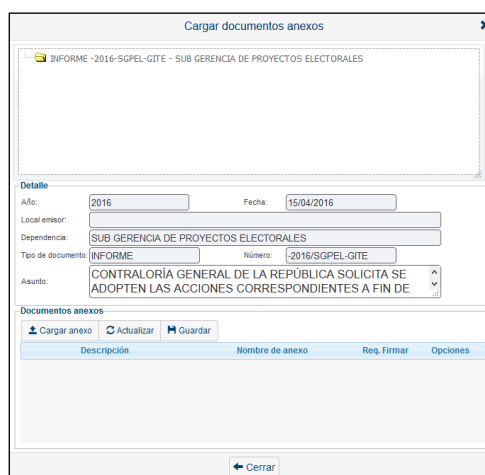 Cargar documentos anexos
INFORME -2016-SGPEL-GITE - SUB GERENCIA DE PROYECTOS ELECTORALES
Detalle
Año: 2016 Fecha: 15/04/2016
Local emisor:
Dependencia: SUB GERENCIA DE PROYECTOS ELECTORALES
Tipo de documento: INFORME Número: -2016/SGPEL-GITE
Asunto: CONTRALORÍA GENERAL DE LA REPÚBLICA SOLICITA SE
ADOPTEN LAS ACCIONES CORRESPONDIENTES A FIN DE
Documentos anexos
Cargar anexo Actualizar Guardar
Descripción Nombre de anexo Req. Firmar Opciones
Cerrar